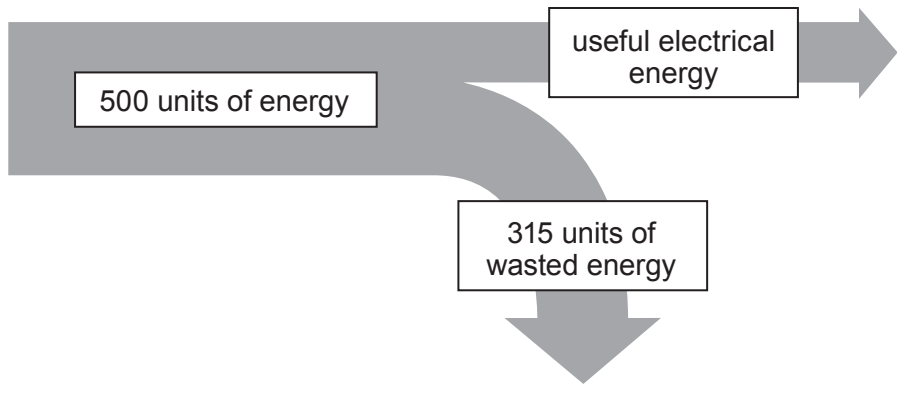 useful electrical
energy
500 units of energy
315 units of
wasted energy